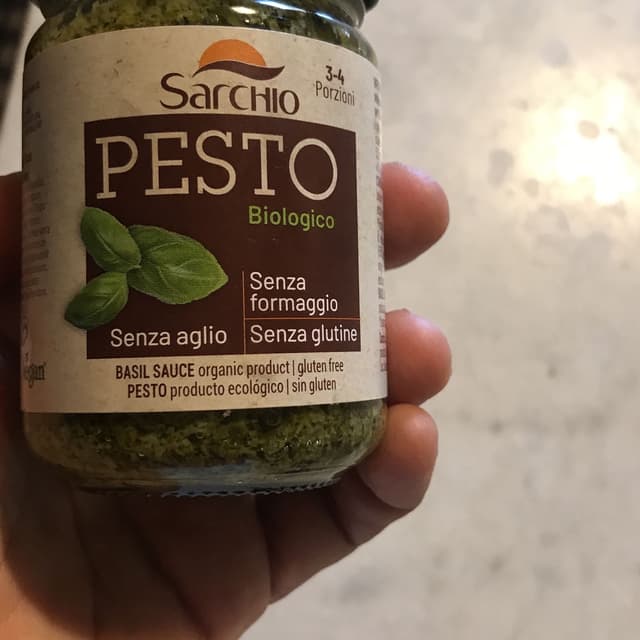 Sarchio
3-4
Porzioni
PESTO
Biologico
Senza
formaggio
Senza aglio
Senza glutine
BASIL SAUCE organic product | gluten free
PESTO producto ecológico | sin gluten